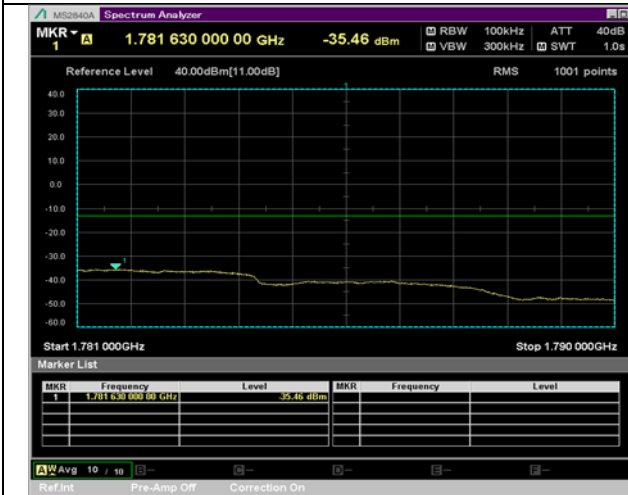 MS2840A Spectrum Analyzer
MKR 1 A 1.781 630 000 00 GHz -35.46 dBm M RBW 100kHz ATT 40dB
M VBW 300kHz M SWT 1.0s
Reference Level 40.00dBm[11.00dB] RMS 1001 points
1
40.0
30.0
20.0
10.0
0.0
-10.0
-20.0
-30.0
1
-40.0
-50.0
-60.0
Start 1.781 000GHz Stop 1.790 000GHz
Marker List
MKR Frequency Level MKR Frequency Level
1 1.781 630 000 00 GHz -35.46 dBm
A W Avg 10 / 10 B-- C-- D-- E-- F--
Ref.Int Pre-Amp Off Correction On